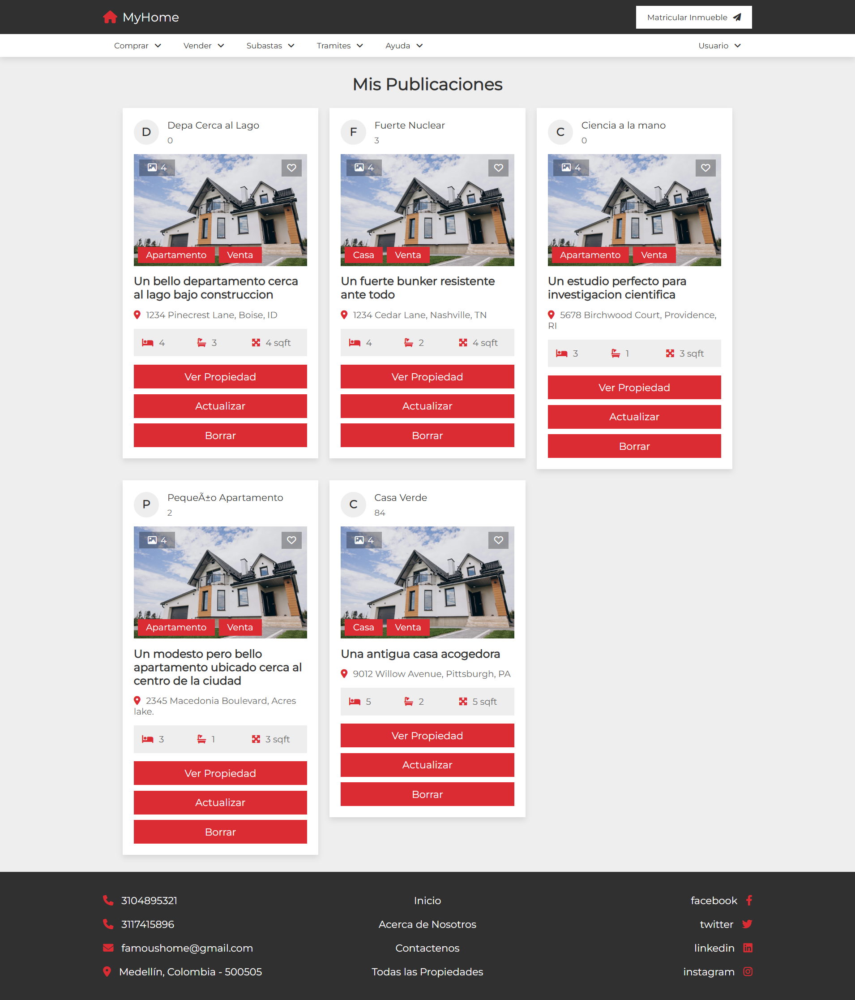 MyHome
Matricular Inmueble
Comprar
Vender
Subastas
Tramites
Ayuda
Usuario
Mis Publicaciones
D
Depa Cerca al Lago
0
4
Apartamento
Venta
Un bello departamento cerca
al lago bajo construccion
1234 Pinecrest Lane, Boise, ID
4
3
4 sqft
Ver Propiedad
Actualizar
Borrar
F
Fuerte Nuclear
3
4
Casa
Venta
Un fuerte bunker resistente
ante todo
1234 Cedar Lane, Nashville, TN
4
2
4 sqft
Ver Propiedad
Actualizar
Borrar
C
Ciencia a la mano
0
4
Apartamento
Venta
Un estudio perfecto para
investigacion cientifica
5678 Birchwood Court, Providence,
RI
3
1
3 sqft
Ver Propiedad
Actualizar
Borrar
P
PequeÃ±o Apartamento
2
4
Apartamento
Venta
Un modesto pero bello
apartamento ubicado cerca al
centro de la ciudad
2345 Macedonia Boulevard, Acres
lake.
3
1
3 sqft
Ver Propiedad
Actualizar
Borrar
C
Casa Verde
84
4
Casa
Venta
Una antigua casa acogedora
9012 Willow Avenue, Pittsburgh, PA
5
2
5 sqft
Ver Propiedad
Actualizar
Borrar
3104895321
3117415896
famoushome@gmail.com
Medellín, Colombia - 500505
Inicio
Acerca de Nosotros
Contactenos
Todas las Propiedades
facebook
twitter
linkedin
instagram